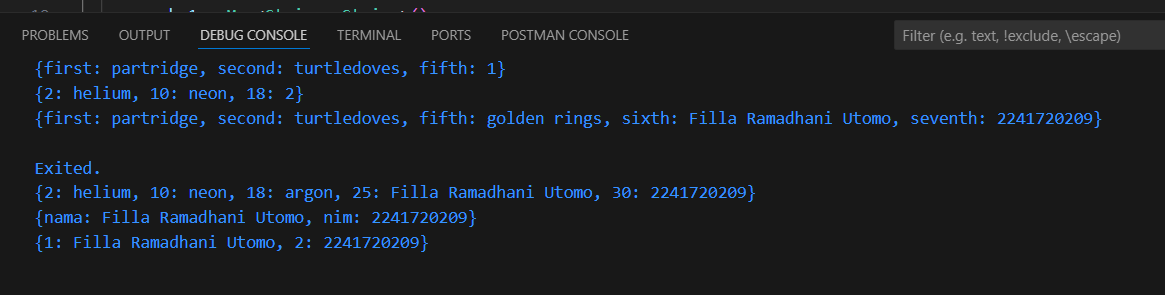 PROBLEMS OUTPUT DEBUG CONSOLE TERMINAL PORTS POSTMAN CONSOLE Filter (e.g. text, !exclude, \escape)
{first: partridge, second: turtledoves, fifth: 1}
{2: helium, 10: neon, 18: 2}
{first: partridge, second: turtledoves, fifth: golden rings, sixth: Filla Ramadhani Utomo, seventh: 2241720209}
Exited.
{2: helium, 10: neon, 18: argon, 25: Filla Ramadhani Utomo, 30: 2241720209}
{nama: Filla Ramadhani Utomo, nim: 2241720209}
{1: Filla Ramadhani Utomo, 2: 2241720209}